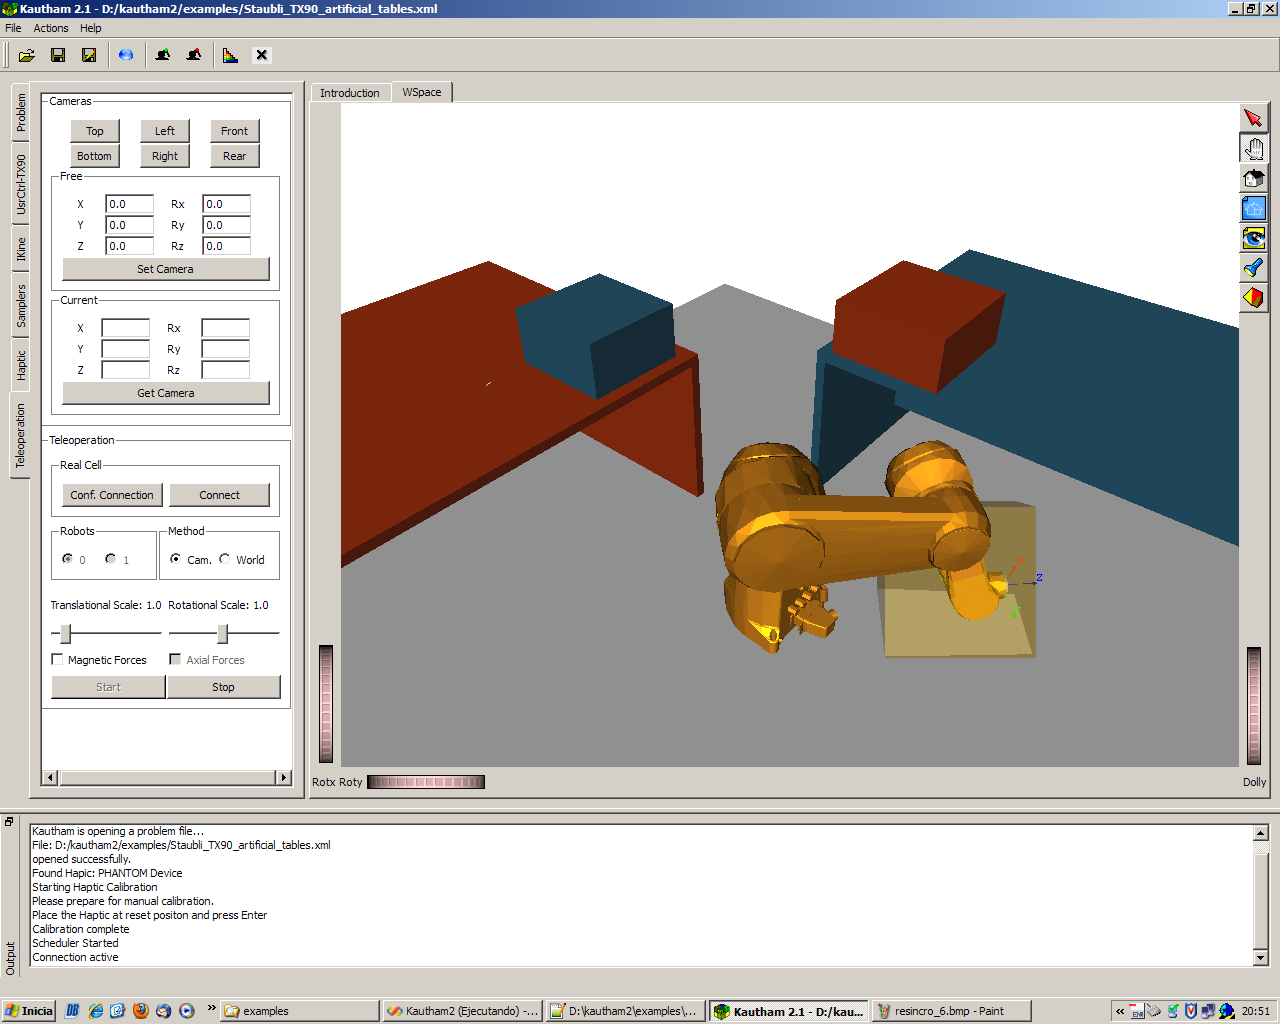 Kautham 2.1 - D:/kautham2/examples/Staubli_TX90_artificial_tables.xml
File Actions Help
Problem
UsrCtrl-TX90
IKine
Samplers
Haptic
Teleoperation
Cameras
Top Left Front
Bottom Right Rear
Free
X 0.0 Rx 0.0
Y 0.0 Ry 0.0
Z 0.0 Rz 0.0
Set Camera
Current
X Rx
Y Ry
Z Rz
Get Camera
Teleoperation
Real Cell
Conf. Connection Connect
Robots Method
0 1 Cam. World
Translational Scale: 1.0 Rotational Scale: 1.0
Magnetic Forces Axial Forces
Start Stop
Introduction WSpace
Z
Rotx Roty Dolly
Output
Kautham is opening a problem file...
File: D:/kautham2/examples/Staubli_TX90_artificial_tables.xml
opened successfully.
Found Hapic: PHANTOM Device
Starting Haptic Calibration
Please prepare for manual calibration.
Place the Haptic at reset positon and press Enter
Calibration complete
Scheduler Started
Connection active
Inicia DB » examples Kautham2 (Ejecutando) -... D:\kautham2\examples\... Kautham 2.1 - D:/kau... resincro_6.bmp - Paint « 20:51